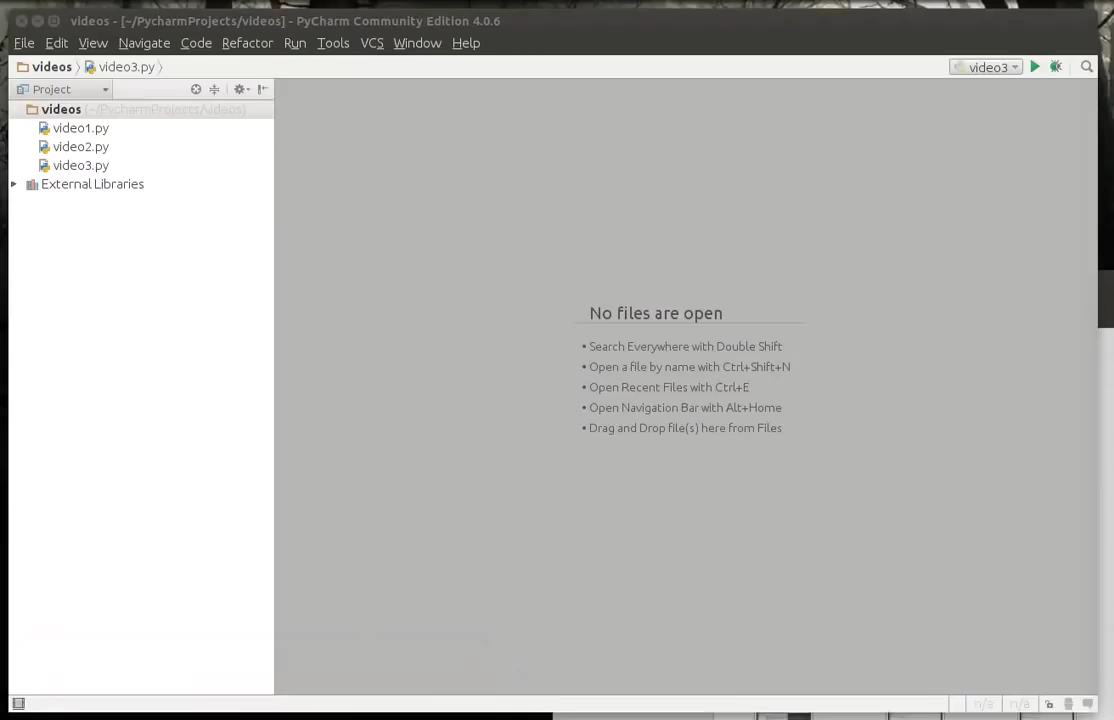 videos - [~/PycharmProjects/videos] - PyCharm Community Edition 4.0.6
File Edit View Navigate Code Refactor Run Tools VCS Window Help
videos video3.py video3
Project
videos (~/PycharmProjects/videos)
video1.py
video2.py
video3.py
External Libraries
No files are open
• Search Everywhere with Double Shift
• Open a file by name with Ctrl+Shift+N
• Open Recent Files with Ctrl+E
• Open Navigation Bar with Alt+Home
• Drag and Drop file(s) here from Files
n/a n/a